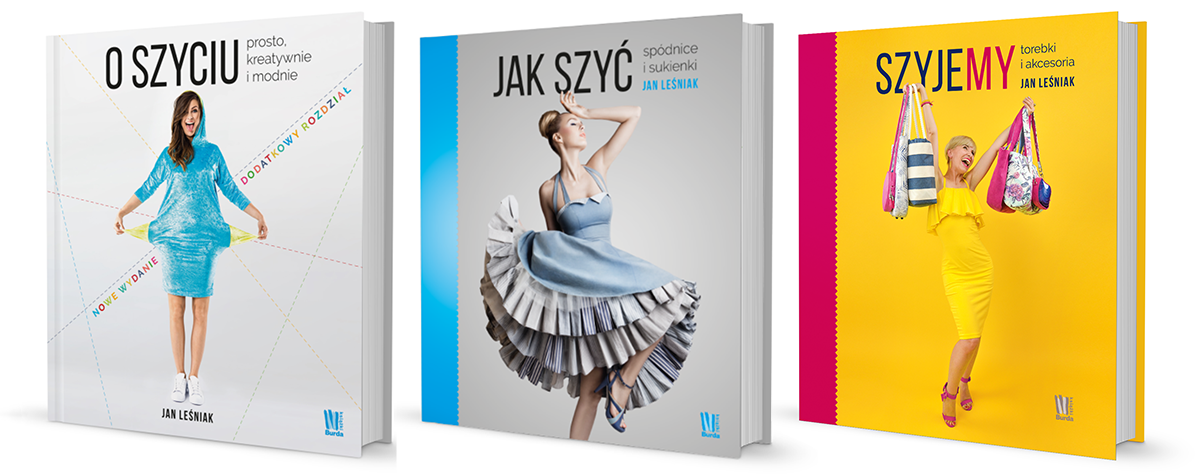 O SZYCIU
prosto,
kreatywnie
i modnie
DODATKOWY ROZDZIAŁ
NOWE WYDANIE
JAN LEŚNIAK
Burda
JAK SZYĆ
spódnice
i sukienki
JAN LEŚNIAK
Burda
SZYJEMY
torebki
i akcesoria
JAN LEŚNIAK
Burda